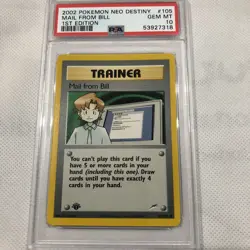 2002 POKEMON NEO DESTINY #105
MAIL FROM BILL GEM MT
1ST EDITION 10
PSA 53927318
TRAINER
Mail from Bill
You can't play this card if you
have 5 or more cards in your
hand (including this one). Draw
cards until you have exactly 4
cards in your hand.